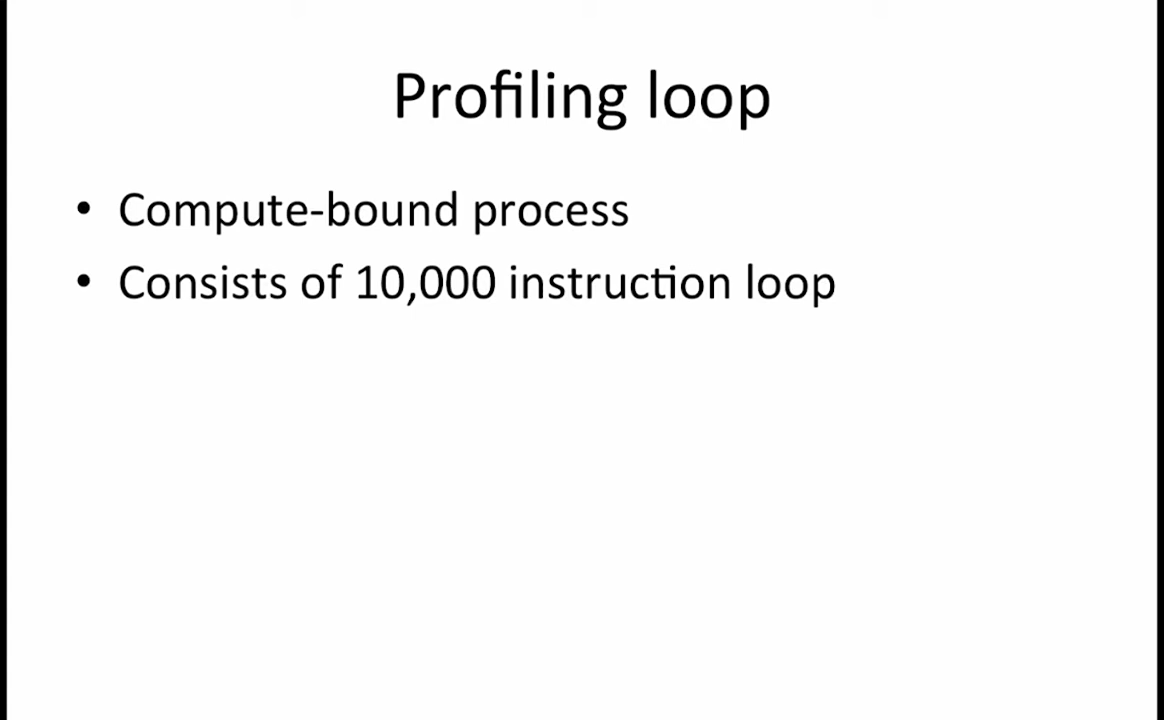 Profiling loop
• Compute-bound process
• Consists of 10,000 instruction loop